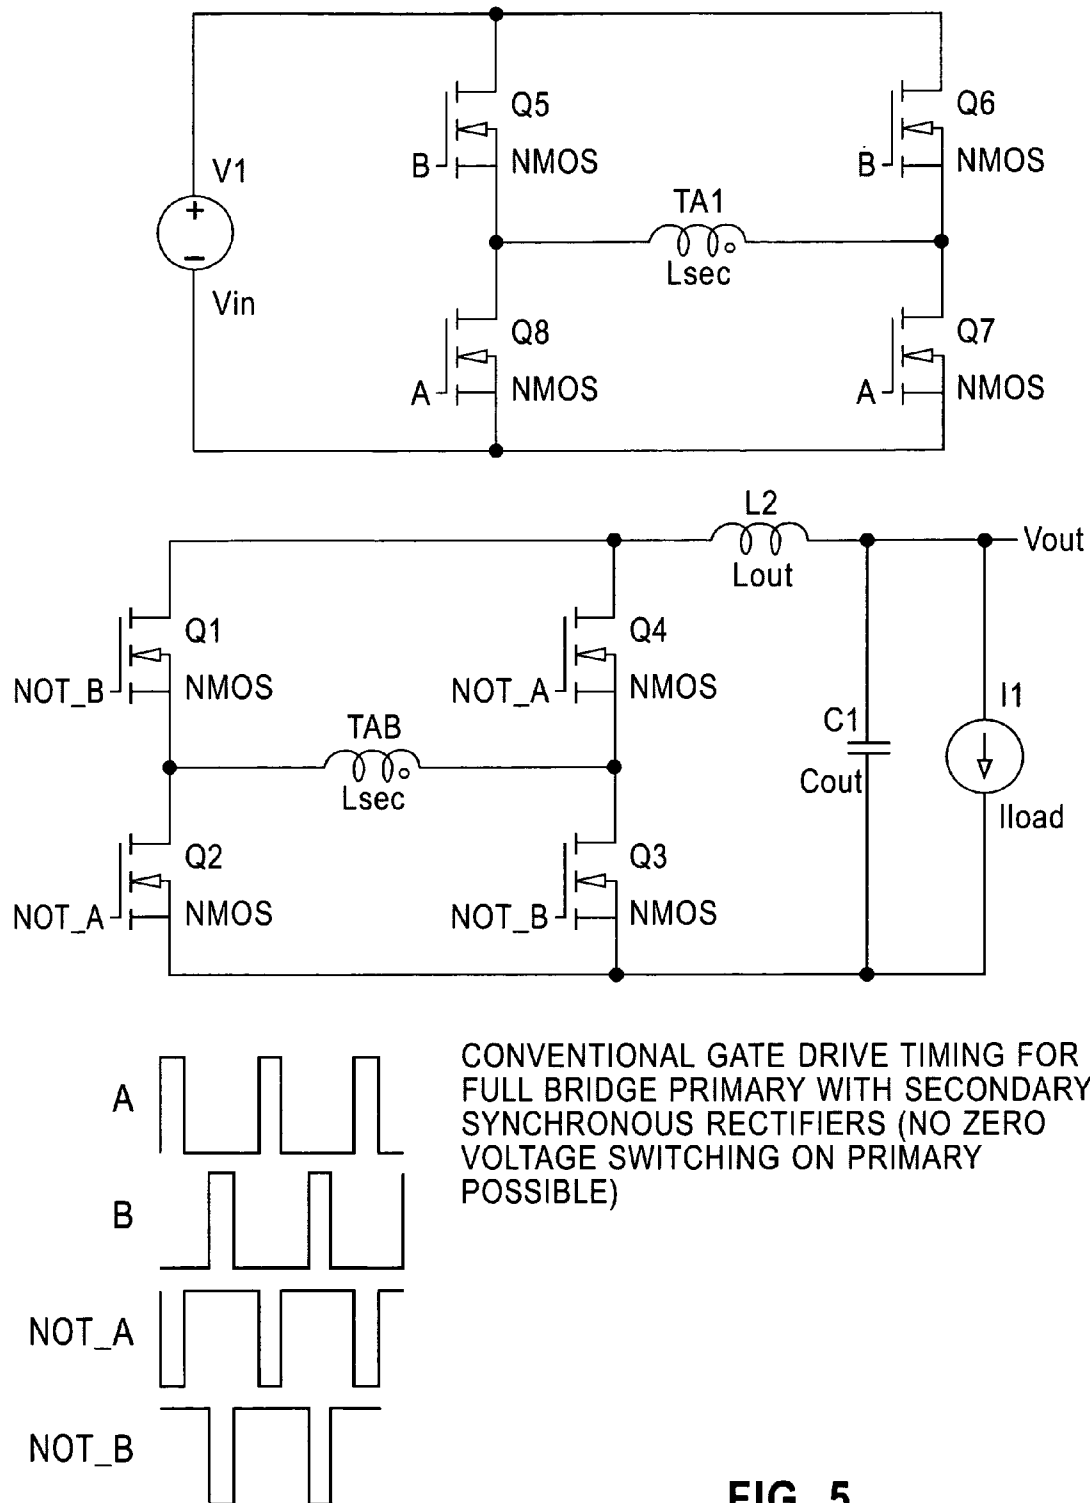 Q5
Q6
B
NMOS
B
NMOS
V1
+
−
TA1
Lsec
Vin
Q8
Q7
A
NMOS
A
NMOS
L2
Lout
Vout
Q1
Q4
NOT_B
NMOS
NOT_A
NMOS
I1
TAB
Lsec
C1
Cout
Iload
Q2
Q3
NOT_A
NMOS
NOT_B
NMOS
CONVENTIONAL GATE DRIVE TIMING FOR
FULL BRIDGE PRIMARY WITH SECONDARY
SYNCHRONOUS RECTIFIERS (NO ZERO
VOLTAGE SWITCHING ON PRIMARY
POSSIBLE)
A
B
NOT_A
NOT_B
FIG. 5